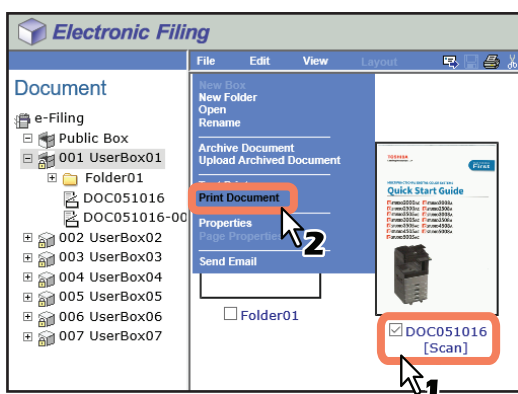 Electronic Filing
File Edit View Layout
Document
e-Filing
Public Box
001 UserBox01
Folder01
DOC051016
DOC051016-00
002 UserBox02
003 UserBox03
004 UserBox04
005 UserBox05
006 UserBox06
007 UserBox07
New Box
New Folder
Open
Rename
Archive Document
Upload Archived Document
Print Document
Properties
Page Properties
Send Email
2
Folder01
TOSHIBA
Quick Start Guide
DOC051016
[Scan]
1